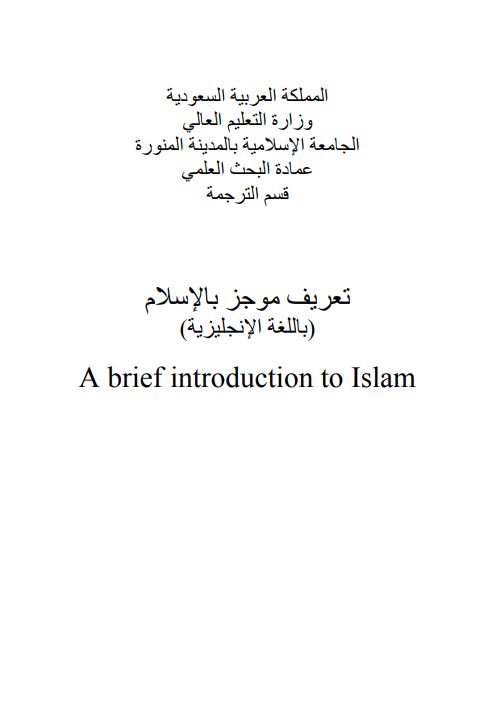 المملكة العربية السعودية
وزارة التعليم العالي
الجامعة الإسلامية بالمدينة المنورة
عمادة البحث العلمي
قسم الترجمة
تعريف موجز بالإسلام
(باللغة الإنجليزية)
A brief introduction to Islam